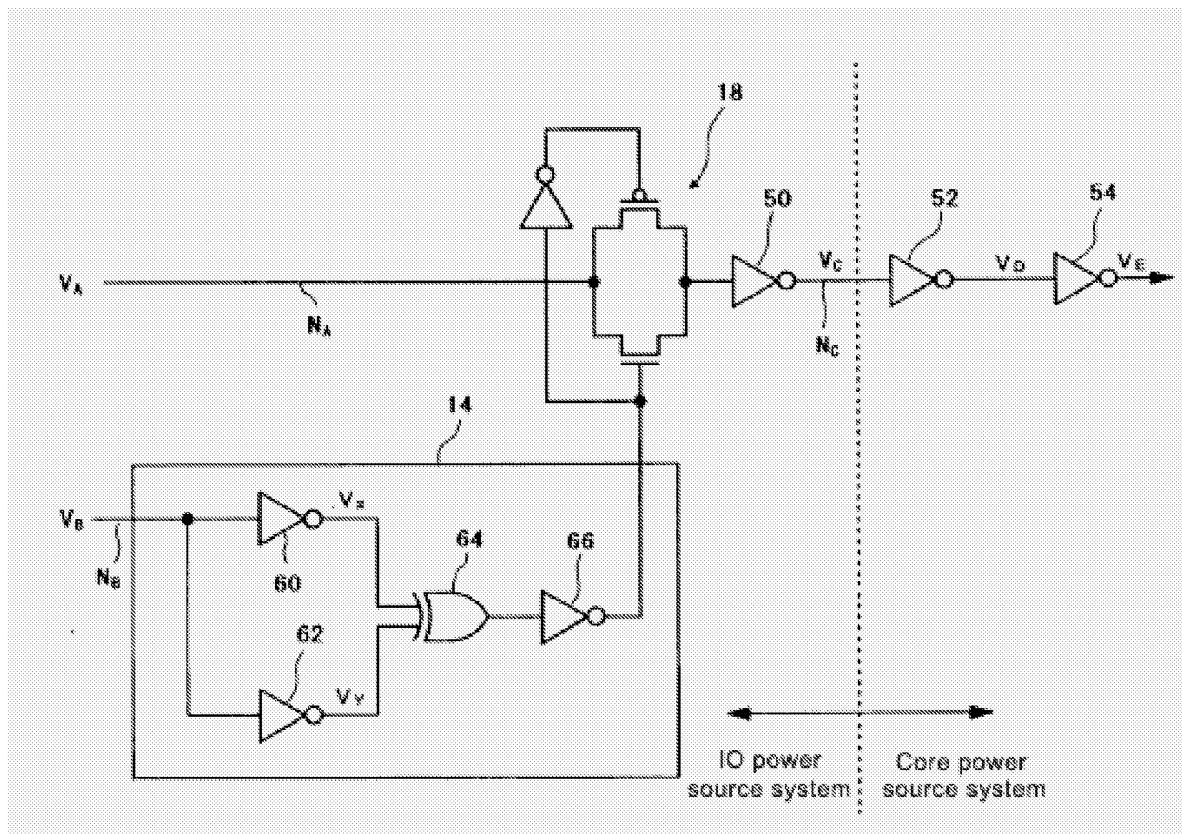 18
50
52
54
VA
NA
VC
NC
VD
VE
14
VB
NB
60
VX
62
VY
64
66
IO power
source system
Core power
source system